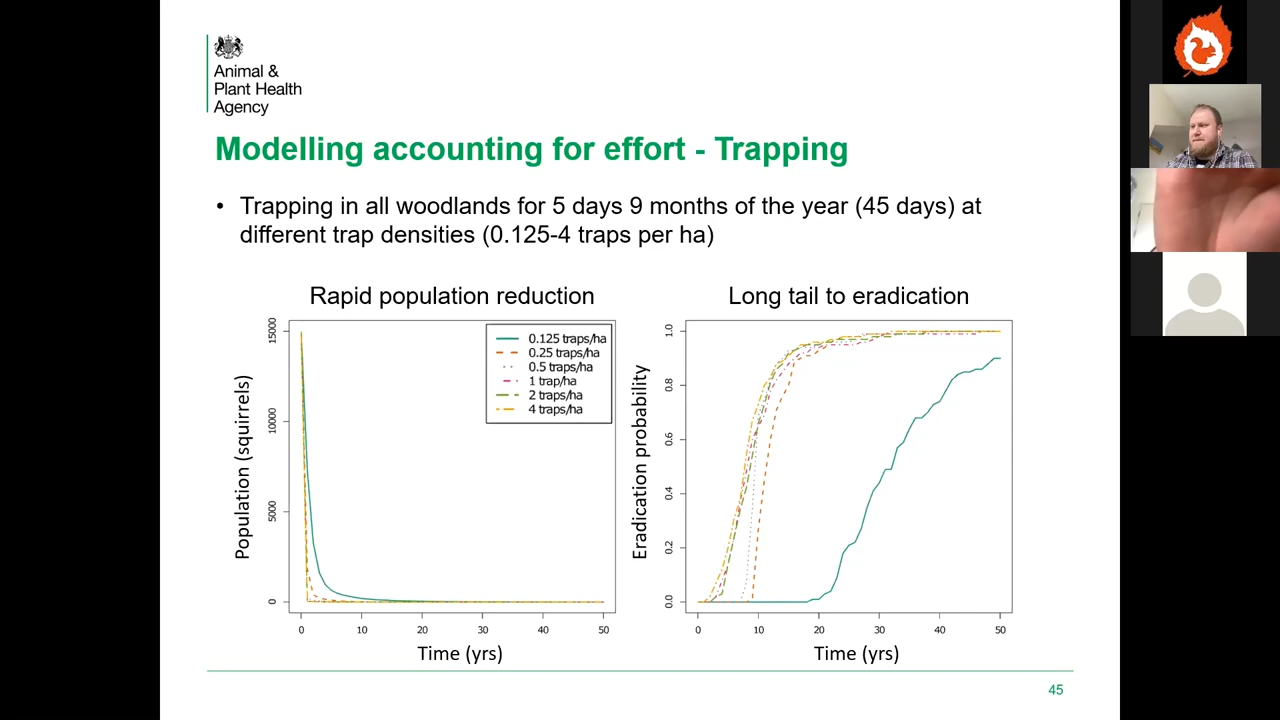 Animal &
Plant Health
Agency
Modelling accounting for effort - Trapping
• Trapping in all woodlands for 5 days 9 months of the year (45 days) at
different trap densities (0.125-4 traps per ha)
Rapid population reduction
Population (squirrels)
15000
10000
5000
0
0.125 traps/ha
0.25 traps/ha
0.5 traps/ha
1 trap/ha
2 traps/ha
4 traps/ha
0 10 20 30 40 50
Time (yrs)
Long tail to eradication
Eradication probability
1.0
0.8
0.6
0.4
0.2
0.0
0 10 20 30 40 50
Time (yrs)
45